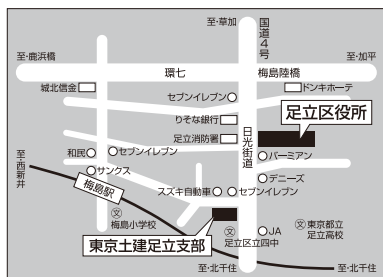 至・草加
国道4号
至・鹿浜橋
至・加平
環七
梅島陸橋
城北信金
セブンイレブン
ドンキホーテ
りそな銀行
足立区役所
足立消防署
日光街道
至・西新井
和民
セブンイレブン
バーミアン
サンクス
梅島駅
デニーズ
スズキ自動車
セブンイレブン
文
梅島小学校
文
足立区立四中
JA
文
東京都立
足立高校
東京土建足立支部
至・北千住
至・北千住